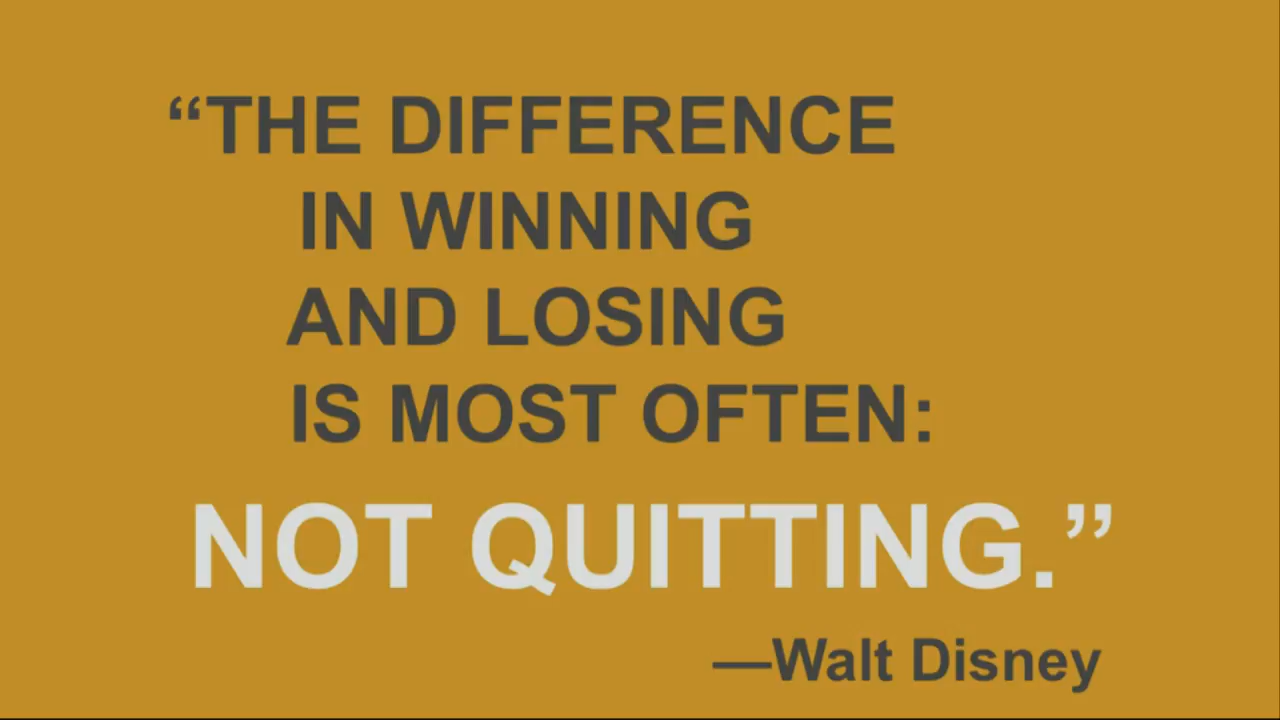 “THE DIFFERENCE
IN WINNING
AND LOSING
IS MOST OFTEN:
NOT QUITTING.”
—Walt Disney